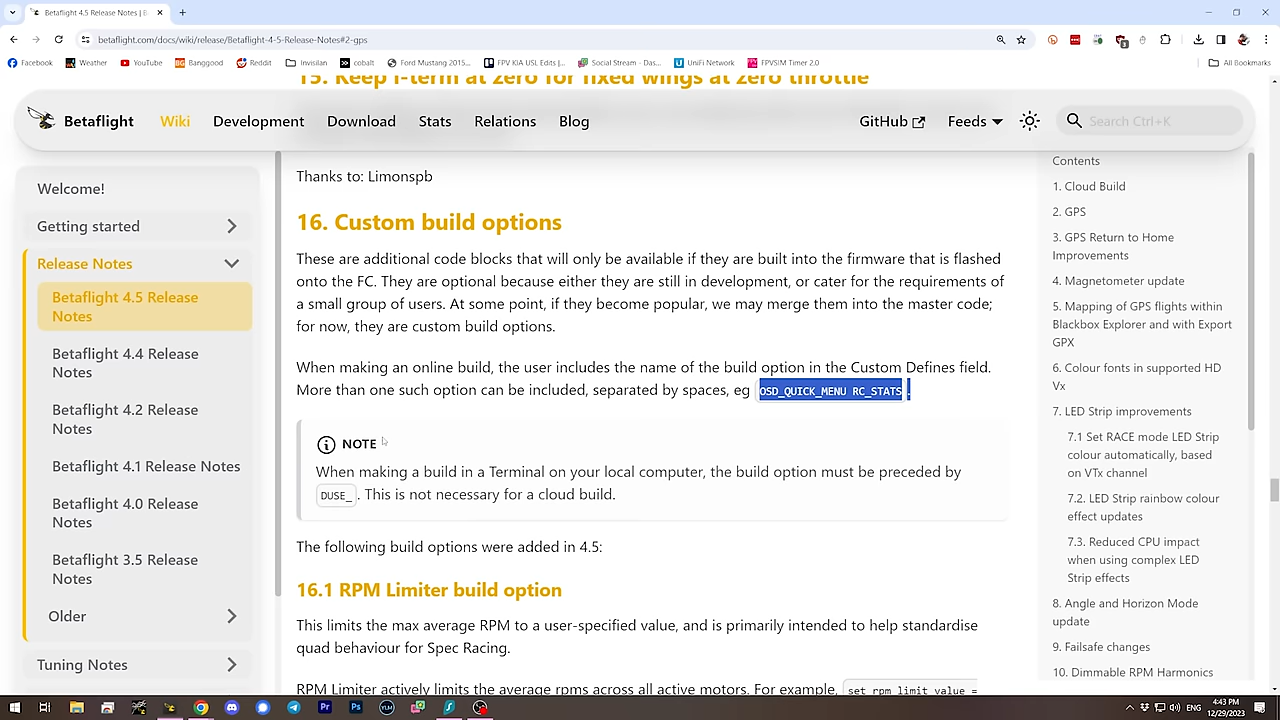 Betaflight 4.5 Release Notes | B
betaflight.com/docs/wiki/release/Betaflight-4-5-Release-Notes#2-gps
Facebook
Weather
YouTube
Banggood
Reddit
Invisilan
cobalt
Ford Mustang 2015...
FPV KIA USL Edits |...
Social Stream - Das...
UniFi Network
FPVSIM Timer 2.0
All Bookmarks
15. Keep I-term at zero for fixed wings at zero throttle
Betaflight
Wiki
Development
Download
Stats
Relations
Blog
GitHub
Feeds
Search Ctrl+K
Welcome!
Getting started
Release Notes
Betaflight 4.5 Release
Notes
Betaflight 4.4 Release
Notes
Betaflight 4.2 Release
Notes
Betaflight 4.1 Release Notes
Betaflight 4.0 Release
Notes
Betaflight 3.5 Release
Notes
Older
Tuning Notes
Thanks to: Limonspb
16. Custom build options
These are additional code blocks that will only be available if they are built into the firmware that is flashed
onto the FC. They are optional because either they are still in development, or cater for the requirements of
a small group of users. At some point, if they become popular, we may merge them into the master code;
for now, they are custom build options.
When making an online build, the user includes the name of the build option in the Custom Defines field.
More than one such option can be included, separated by spaces, eg OSD_QUICK_MENU RC_STATS.
NOTE
When making a build in a Terminal on your local computer, the build option must be preceded by
DUSE_. This is not necessary for a cloud build.
The following build options were added in 4.5:
16.1 RPM Limiter build option
This limits the max average RPM to a user-specified value, and is primarily intended to help standardise
quad behaviour for Spec Racing.
RPM Limiter actively limits the average rpms across all active motors. For example, set rpm_limit_value =
Contents
1. Cloud Build
2. GPS
3. GPS Return to Home
Improvements
4. Magnetometer update
5. Mapping of GPS flights within
Blackbox Explorer and with Export
GPX
6. Colour fonts in supported HD
Vx
7. LED Strip improvements
7.1 Set RACE mode LED Strip
colour automatically, based
on VTx channel
7.2. LED Strip rainbow colour
effect updates
7.3. Reduced CPU impact
when using complex LED
Strip effects
8. Angle and Horizon Mode
update
9. Failsafe changes
10. Dimmable RPM Harmonics
ENG
4:43 PM
12/29/2023